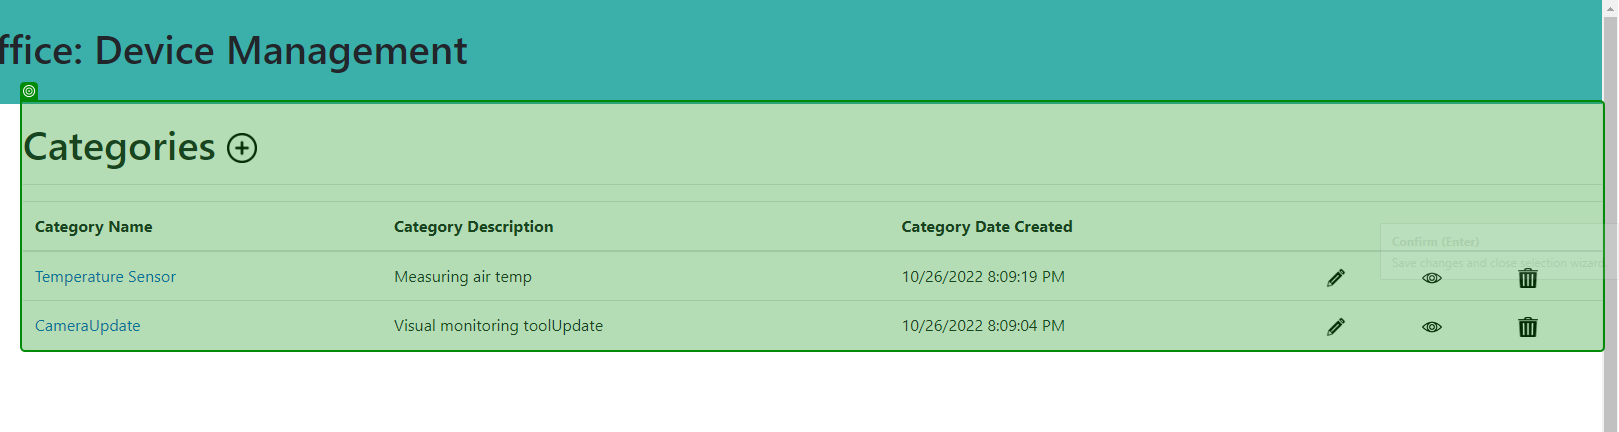 ffice: Device Management
Categories
Category Name Category Description Category Date Created
Confirm (Enter)
Save changes and close selection wizard
Temperature Sensor Measuring air temp 10/26/2022 8:09:19 PM
CameraUpdate Visual monitoring toolUpdate 10/26/2022 8:09:04 PM